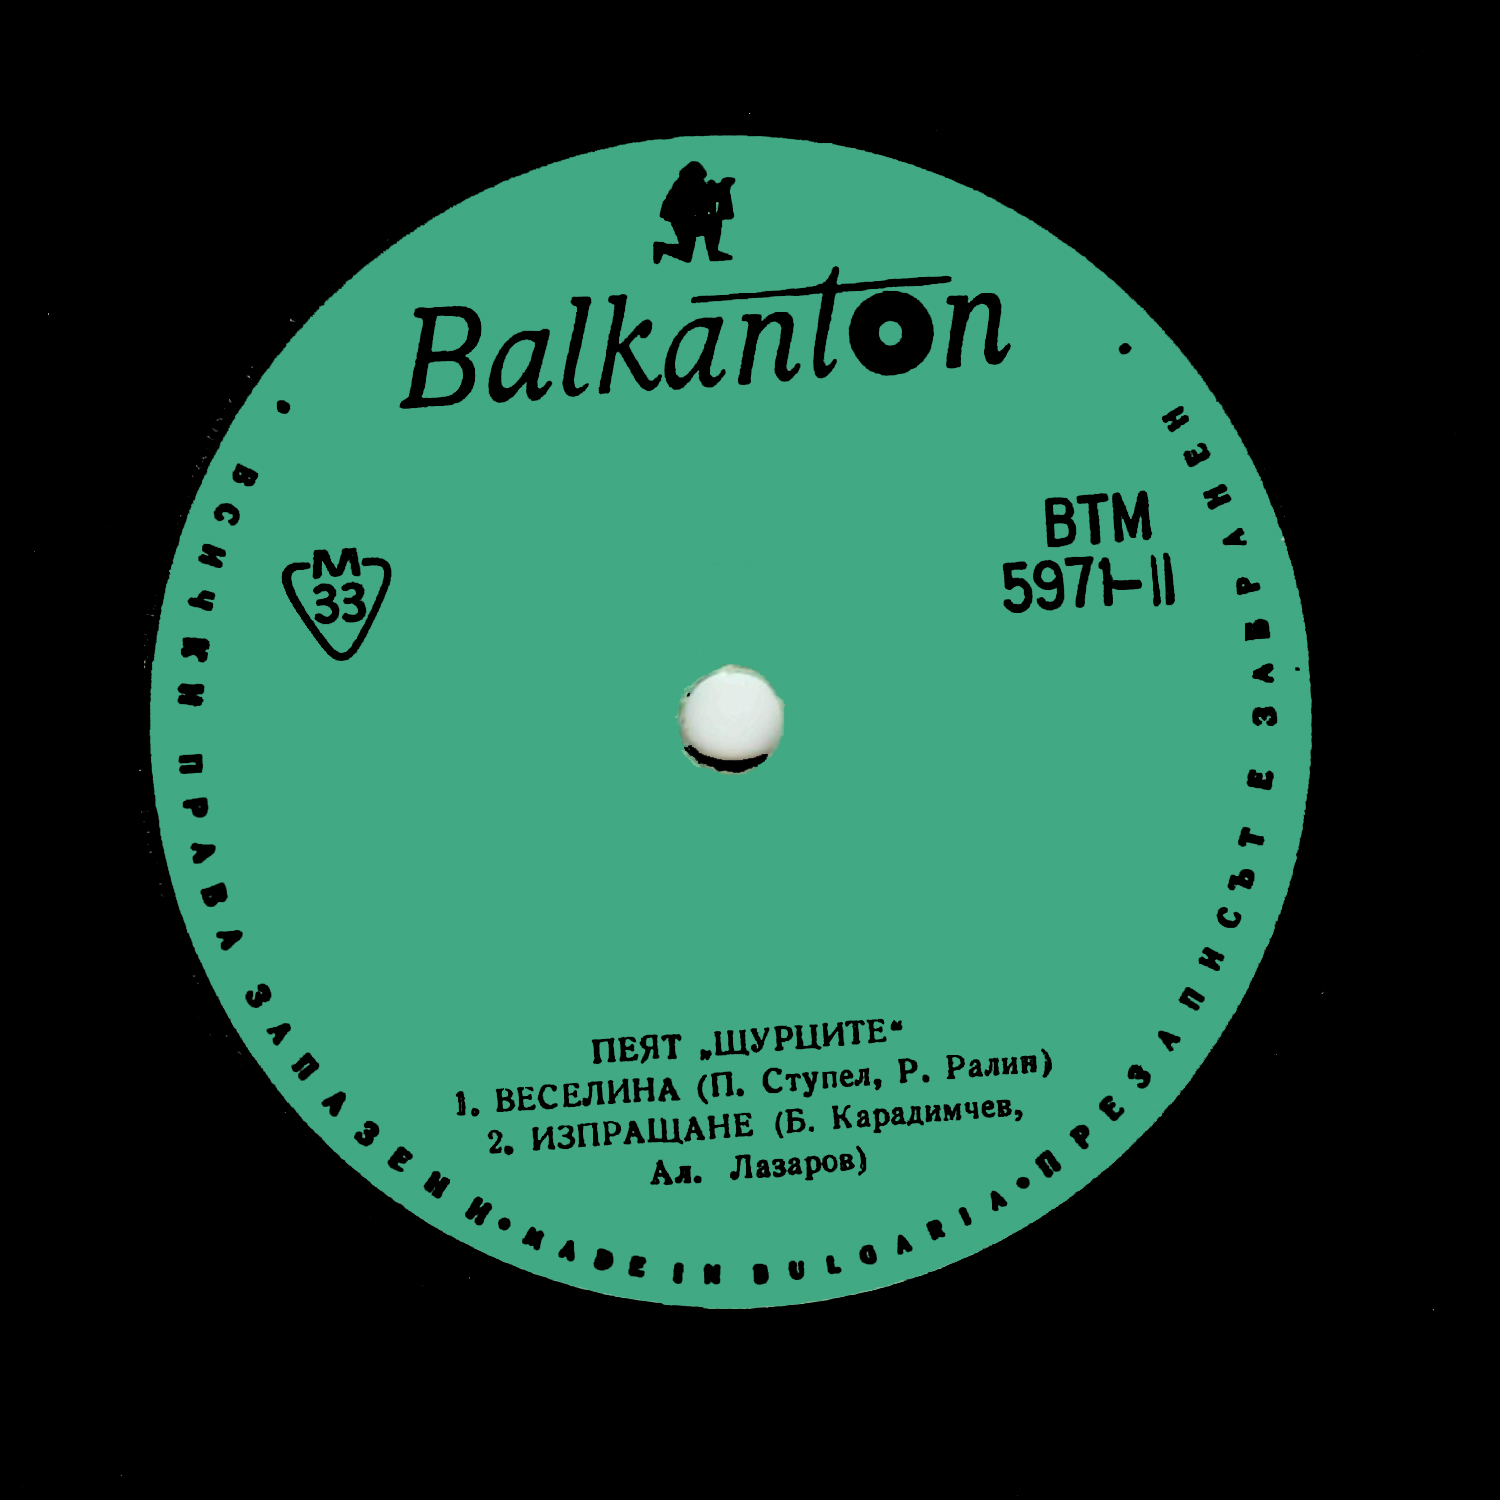 Balkanton
ВТМ
5971-II
М
33
ПЕЯТ „ЩУРЦИТЕ“
1. ВЕСЕЛИНА (П. Ступел, Р. Ралин)
2. ИЗПРАЩАНЕ (Б. Карадимчев,
Ал. Лазаров)
• ВСИЧКИ ПРАВА ЗАПАЗЕНИ • MADE IN BULGARIA • ПРЕЗАПИСЪТ Е ЗАБРАНЕН •